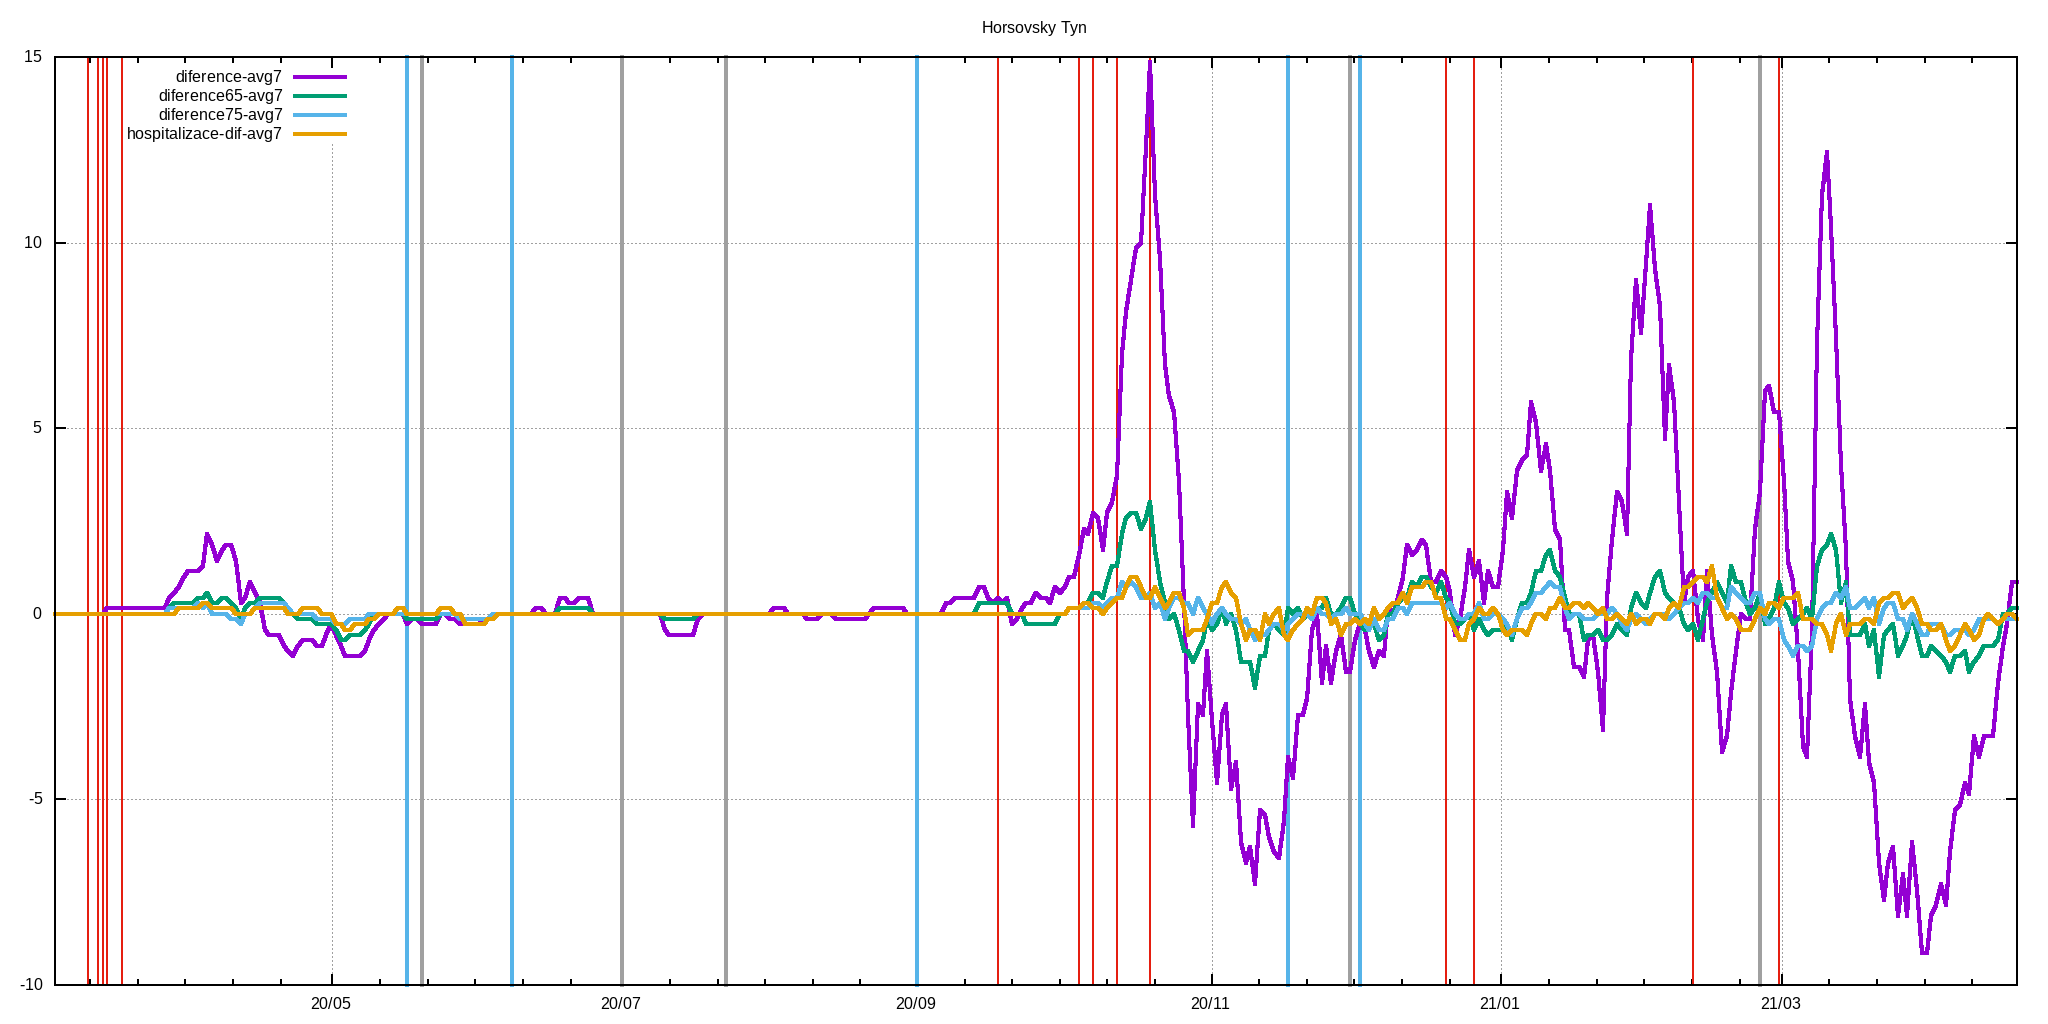 Horsovsky Tyn
15
10
5
0
-5
-10
diference-avg7
diference65-avg7
diference75-avg7
hospitalizace-dif-avg7
20/05
20/07
20/09
20/11
21/01
21/03